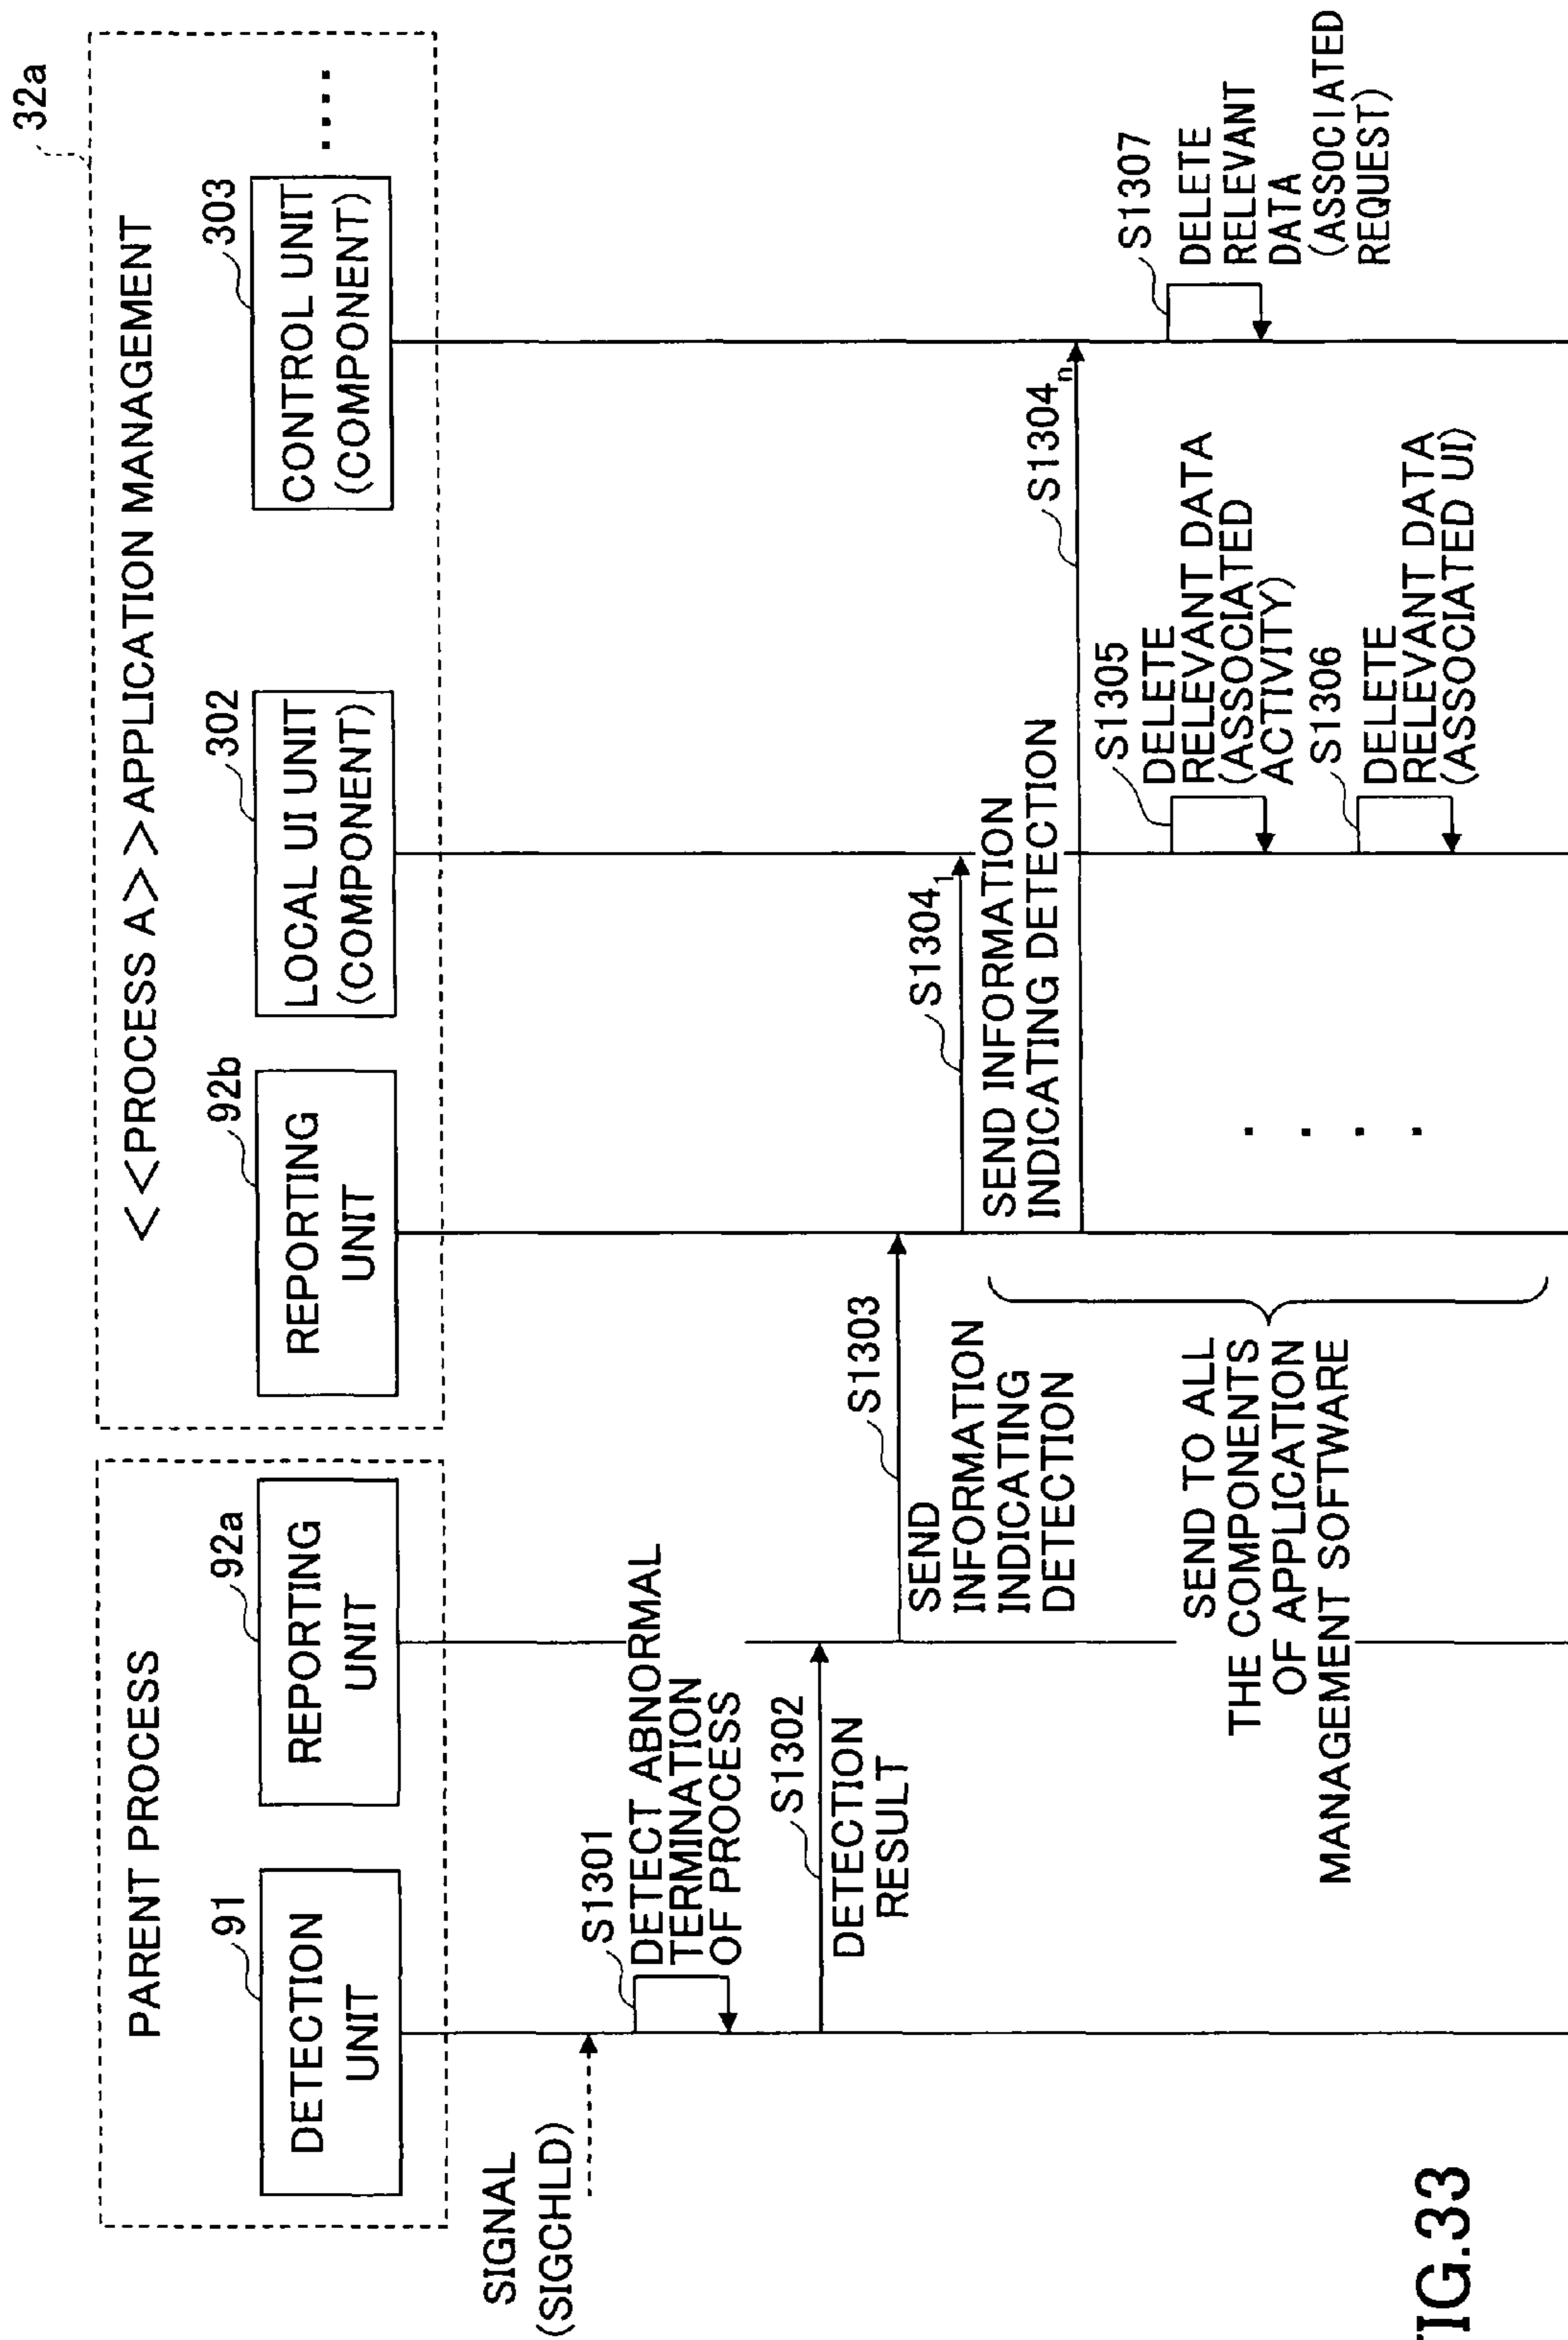 FIG.33
32a
PARENT PROCESS
<<PROCESS A>>APPLICATION MANAGEMENT
91
DETECTION
UNIT
92a
REPORTING
UNIT
92b
REPORTING
UNIT
302
LOCAL UI UNIT
(COMPONENT)
303
CONTROL UNIT
(COMPONENT)
....
SIGNAL
(SIGCHLD)
S1301
DETECT ABNORMAL
TERMINATION
OF PROCESS
S1302
DETECTION
RESULT
S1303
SEND
INFORMATION
INDICATING
DETECTION
S1304₁
SEND INFORMATION
INDICATING DETECTION
S1304ₙ
SEND TO ALL
THE COMPONENTS
OF APPLICATION
MANAGEMENT SOFTWARE
....
S1305
DELETE
RELEVANT DATA
(ASSOCIATED
ACTIVITY)
S1306
DELETE
RELEVANT DATA
(ASSOCIATED UI)
S1307
DELETE
RELEVANT
DATA
(ASSOCIATED
REQUEST)